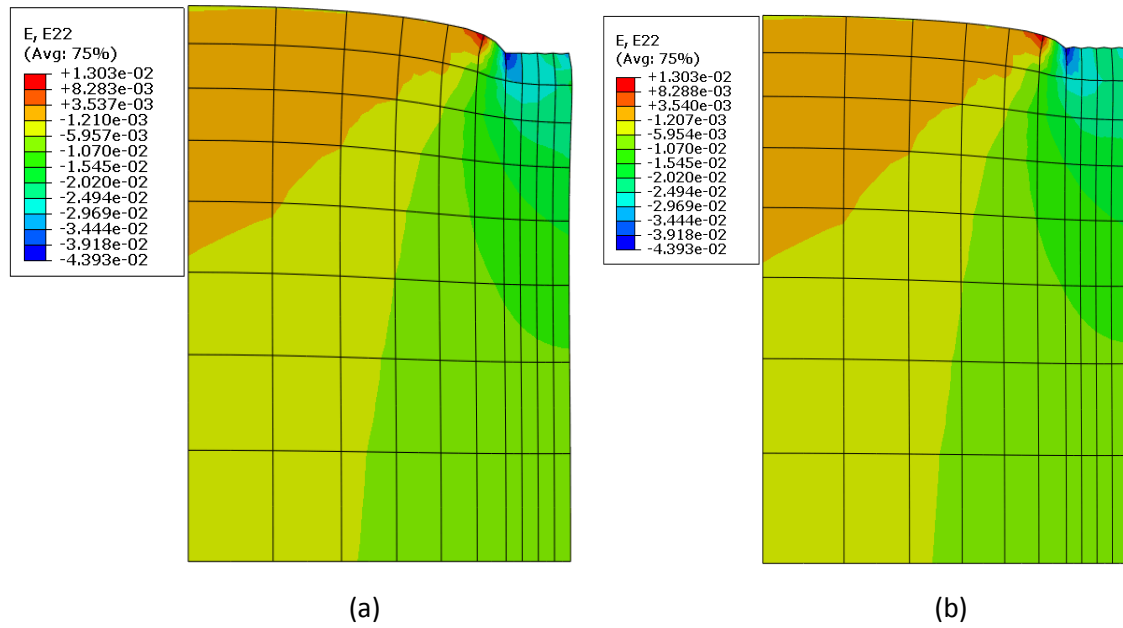 E, E22
(Avg: 75%)
+1.303e-02
+8.283e-03
+3.537e-03
-1.210e-03
-5.957e-03
-1.070e-02
-1.545e-02
-2.020e-02
-2.494e-02
-2.969e-02
-3.444e-02
-3.918e-02
-4.393e-02
E, E22
(Avg: 75%)
+1.303e-02
+8.288e-03
+3.540e-03
-1.207e-03
-5.954e-03
-1.070e-02
-1.545e-02
-2.020e-02
-2.494e-02
-2.969e-02
-3.444e-02
-3.918e-02
-4.393e-02
(a)
(b)